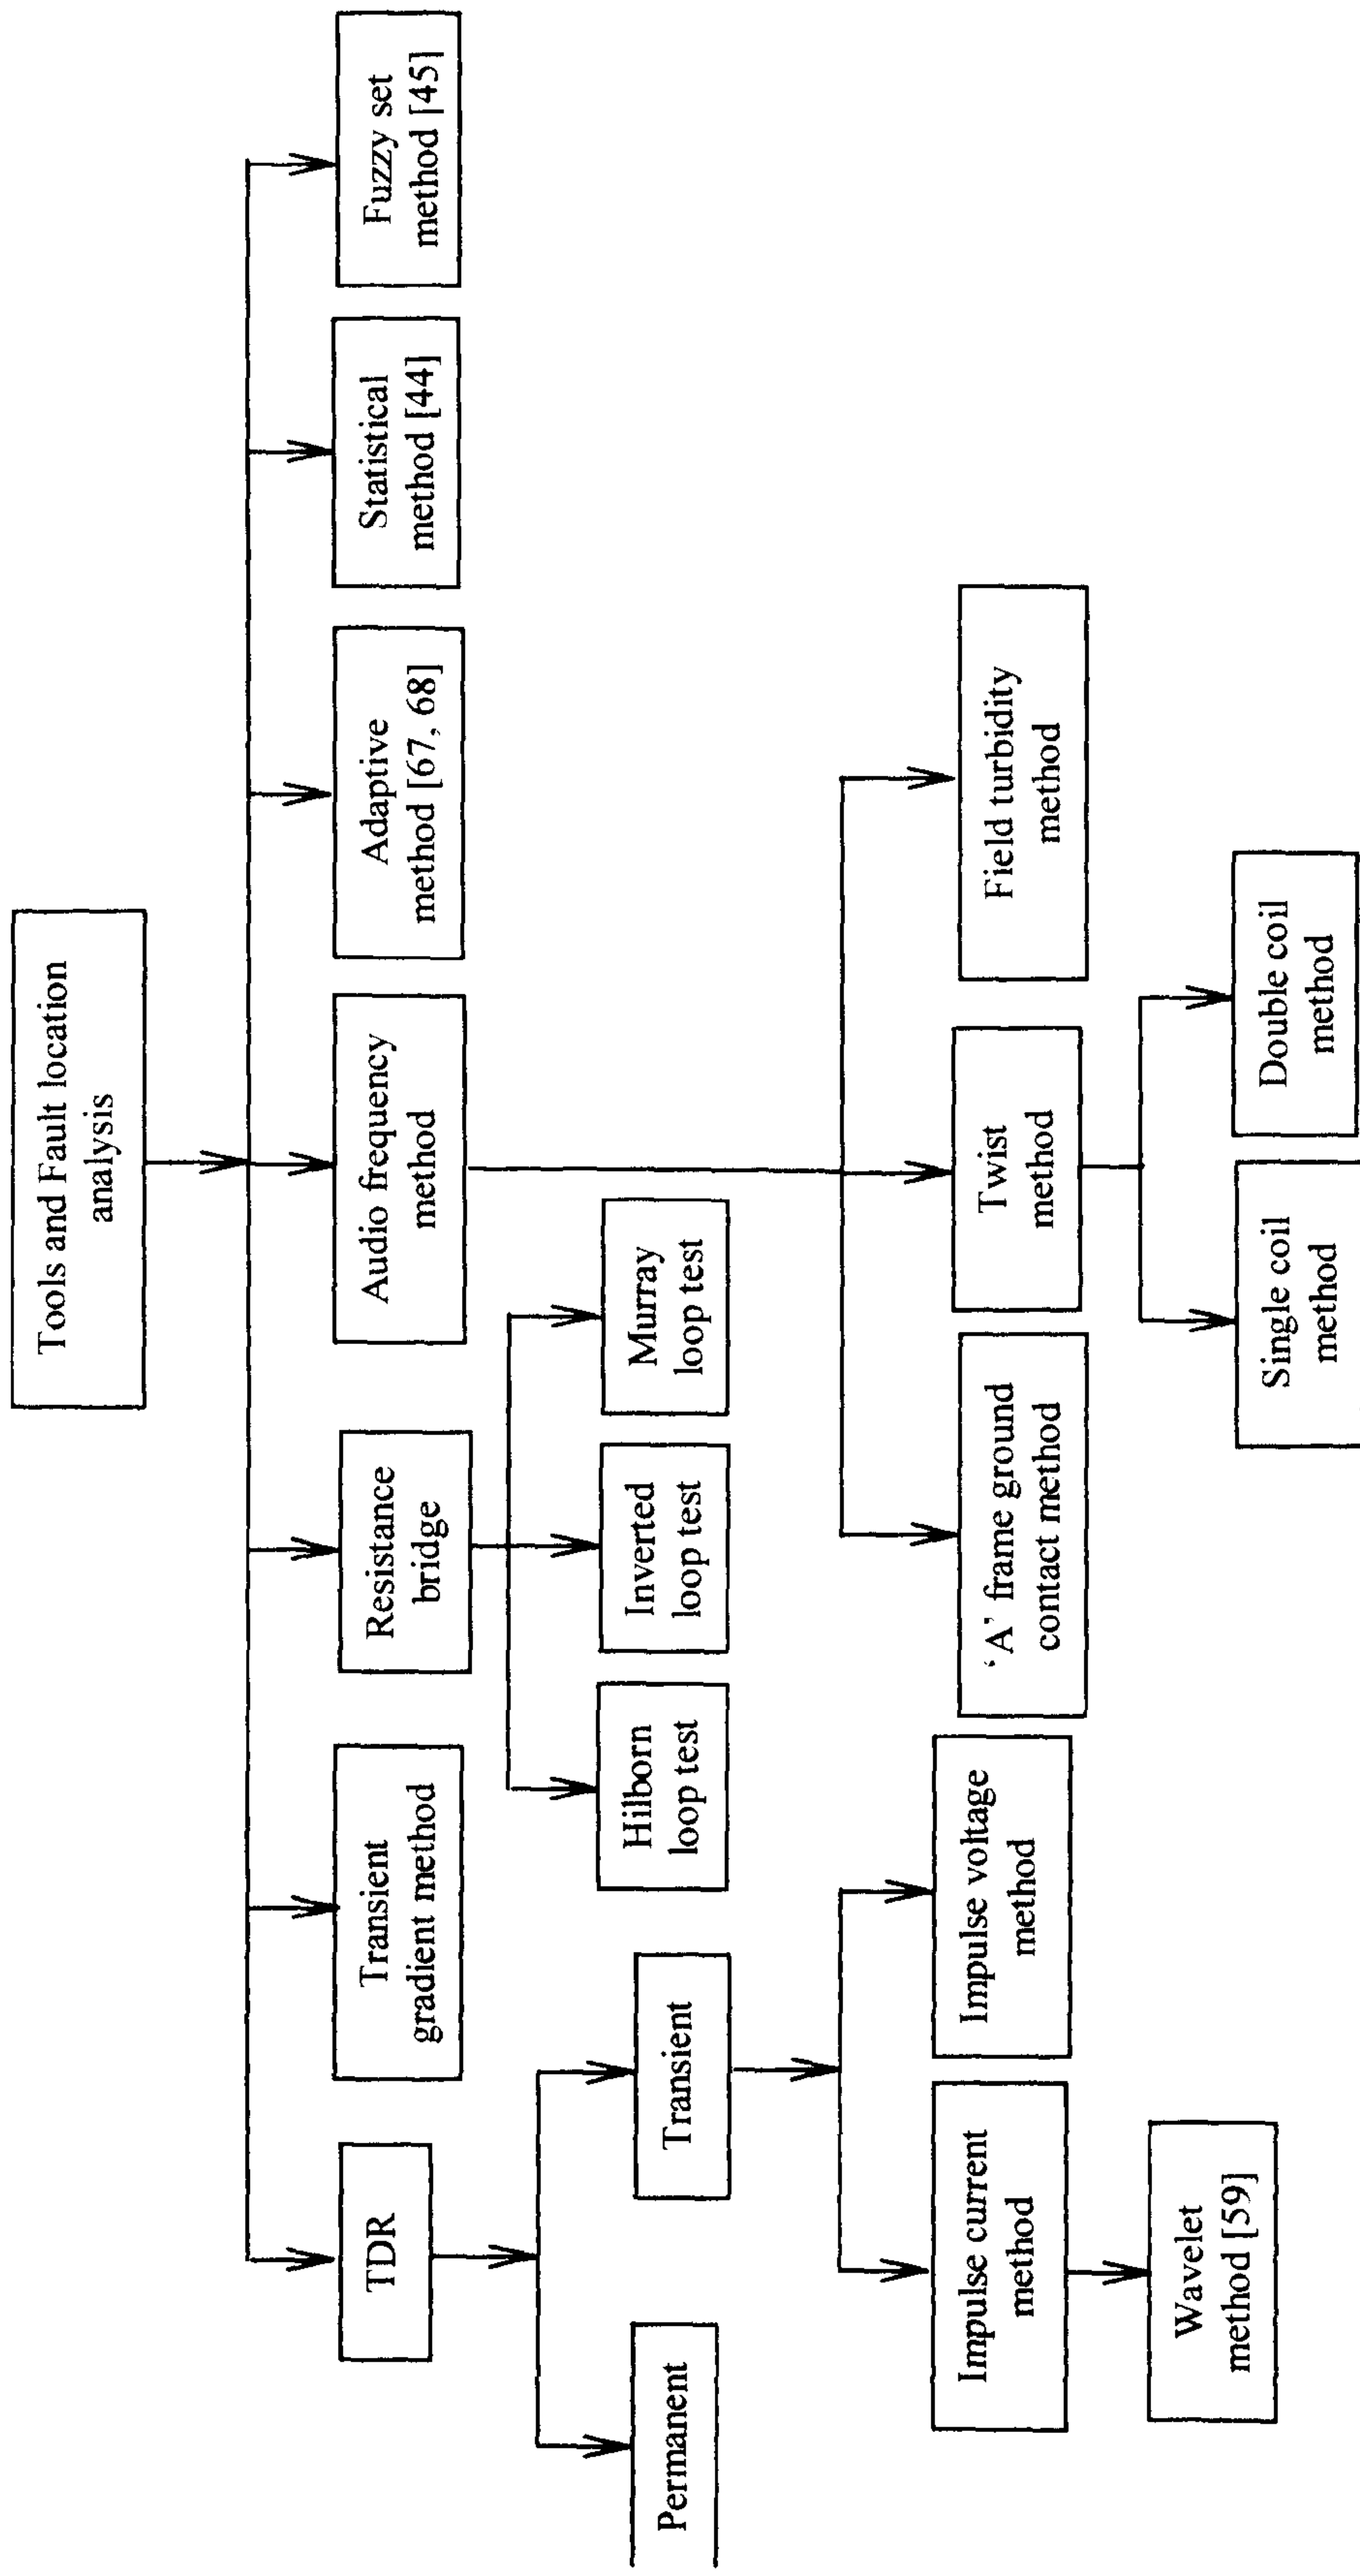 Tools and Fault location
analysis
TDR
Transient
gradient method
Resistance
bridge
Audio frequency
method
Adaptive
method [67, 68]
Statistical
method [44]
Fuzzy set
method [45]
Permanent
Transient
Hilborn
loop test
Inverted
loop test
Murray
loop test
Impulse current
method
Impulse voltage
method
'A' frame ground
contact method
Twist
method
Field turbidity
method
Wavelet
method [59]
Single coil
method
Double coil
method